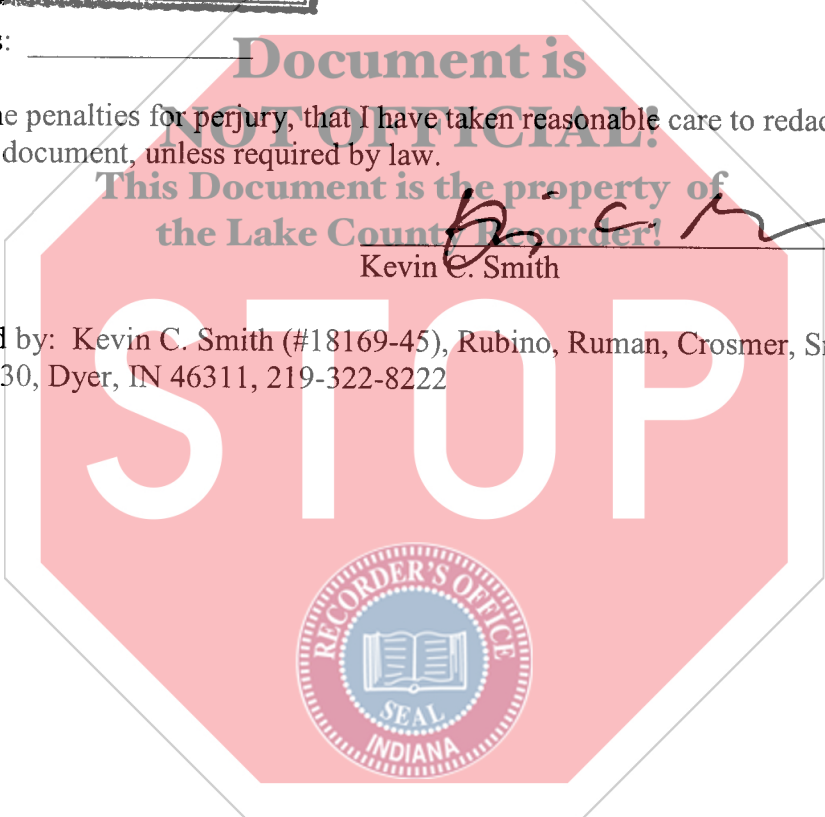 s:
Document is
NOT OFFICIAL!
the penalties for perjury, that I have taken reasonable care to redac
document, unless required by law.
This Document is the property of
the Lake County Recorder!
Kevin C. Smith
d by: Kevin C. Smith (#18169-45), Rubino, Ruman, Crosmer, S
30, Dyer, IN 46311, 219-322-8222
STOP
RECORDER'S OFFICE
SEAL
INDIANA